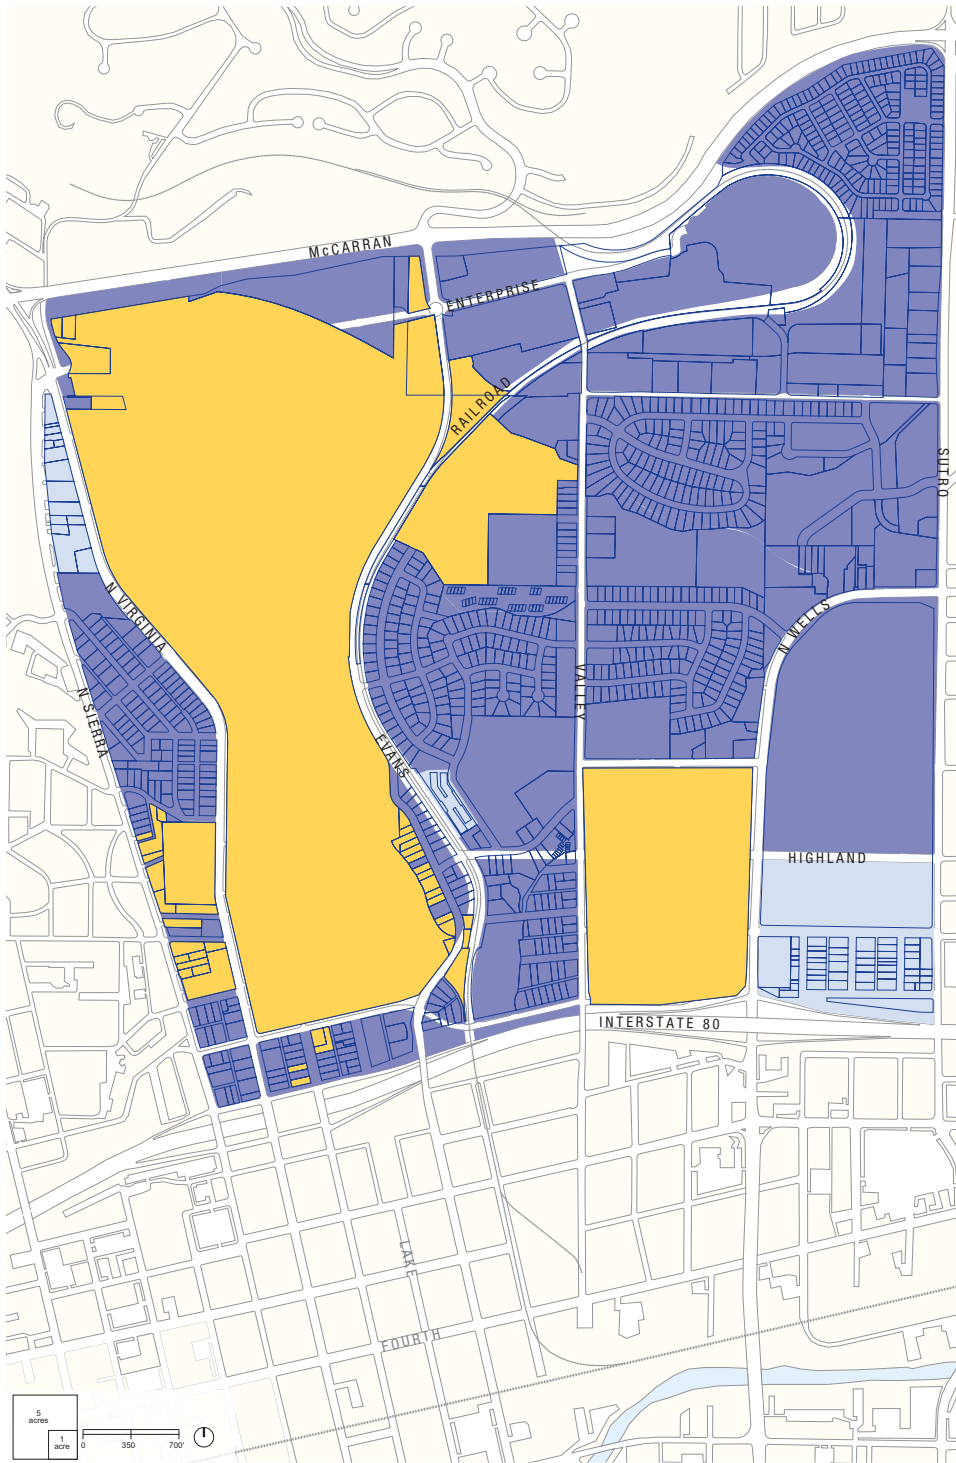 McCARRAN
ENTERPRISE
RAILROAD
SUTRO
N VIRGINIA
N WELLS
N SIERRA
VALLEY
EVANS
HIGHLAND
INTERSTATE 80
LAKE
FOURTH
5
acres
1
acre
0
350
700'